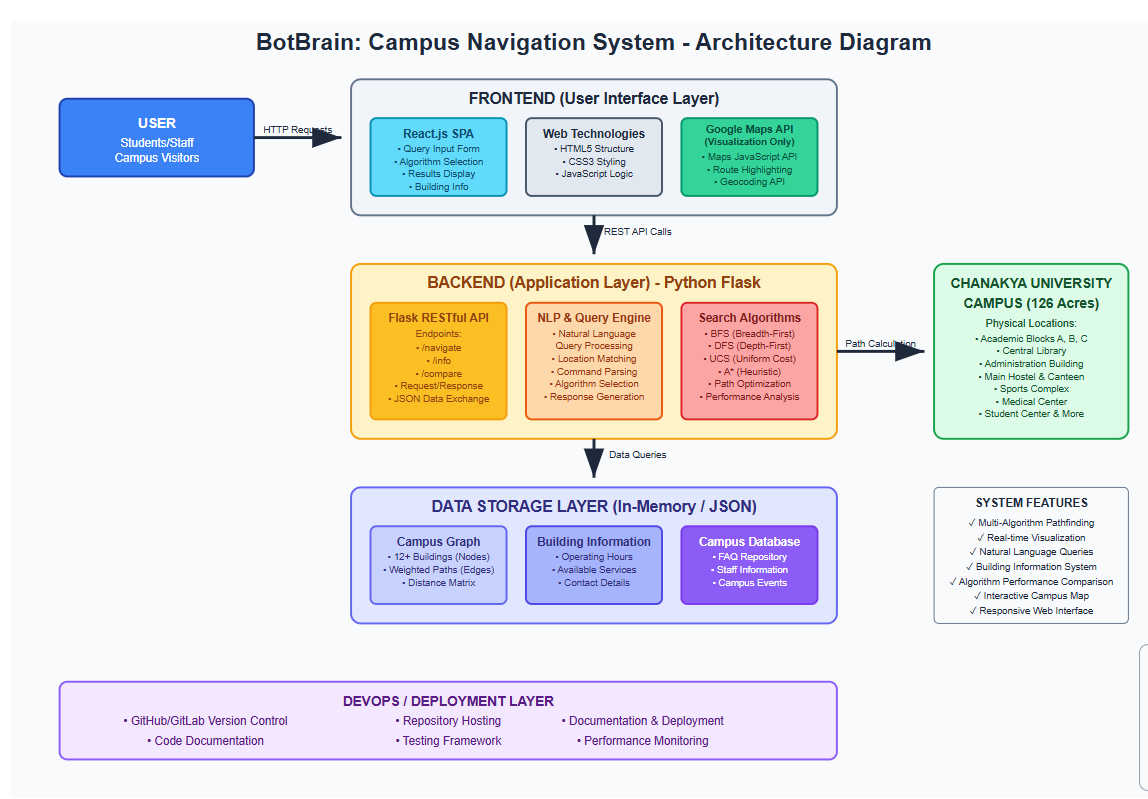 BotBrain: Campus Navigation System - Architecture Diagram
USER
Students/Staff
Campus Visitors
HTTP Requests
FRONTEND (User Interface Layer)
React.js SPA
• Query Input Form
• Algorithm Selection
• Results Display
• Building Info
Web Technologies
• HTML5 Structure
• CSS3 Styling
• JavaScript Logic
Google Maps API
(Visualization Only)
• Maps JavaScript API
• Route Highlighting
• Geocoding API
REST API Calls
BACKEND (Application Layer) - Python Flask
Flask RESTful API
Endpoints:
• /navigate
• /info
• /compare
• Request/Response
• JSON Data Exchange
NLP & Query Engine
• Natural Language
Query Processing
• Location Matching
• Command Parsing
• Algorithm Selection
• Response Generation
Search Algorithms
• BFS (Breadth-First)
• DFS (Depth-First)
• UCS (Uniform Cost)
• A* (Heuristic)
• Path Optimization
• Performance Analysis
Path Calculation
CHANAKYA UNIVERSITY
CAMPUS (126 Acres)
Physical Locations:
• Academic Blocks A, B, C
• Central Library
• Administration Building
• Main Hostel & Canteen
• Sports Complex
• Medical Center
• Student Center & More
Data Queries
DATA STORAGE LAYER (In-Memory / JSON)
Campus Graph
• 12+ Buildings (Nodes)
• Weighted Paths (Edges)
• Distance Matrix
Building Information
• Operating Hours
• Available Services
• Contact Details
Campus Database
• FAQ Repository
• Staff Information
• Campus Events
SYSTEM FEATURES
✓ Multi-Algorithm Pathfinding
✓ Real-time Visualization
✓ Natural Language Queries
✓ Building Information System
✓ Algorithm Performance Comparison
✓ Interactive Campus Map
✓ Responsive Web Interface
DEVOPS / DEPLOYMENT LAYER
• GitHub/GitLab Version Control
• Repository Hosting
• Documentation & Deployment
• Code Documentation
• Testing Framework
• Performance Monitoring